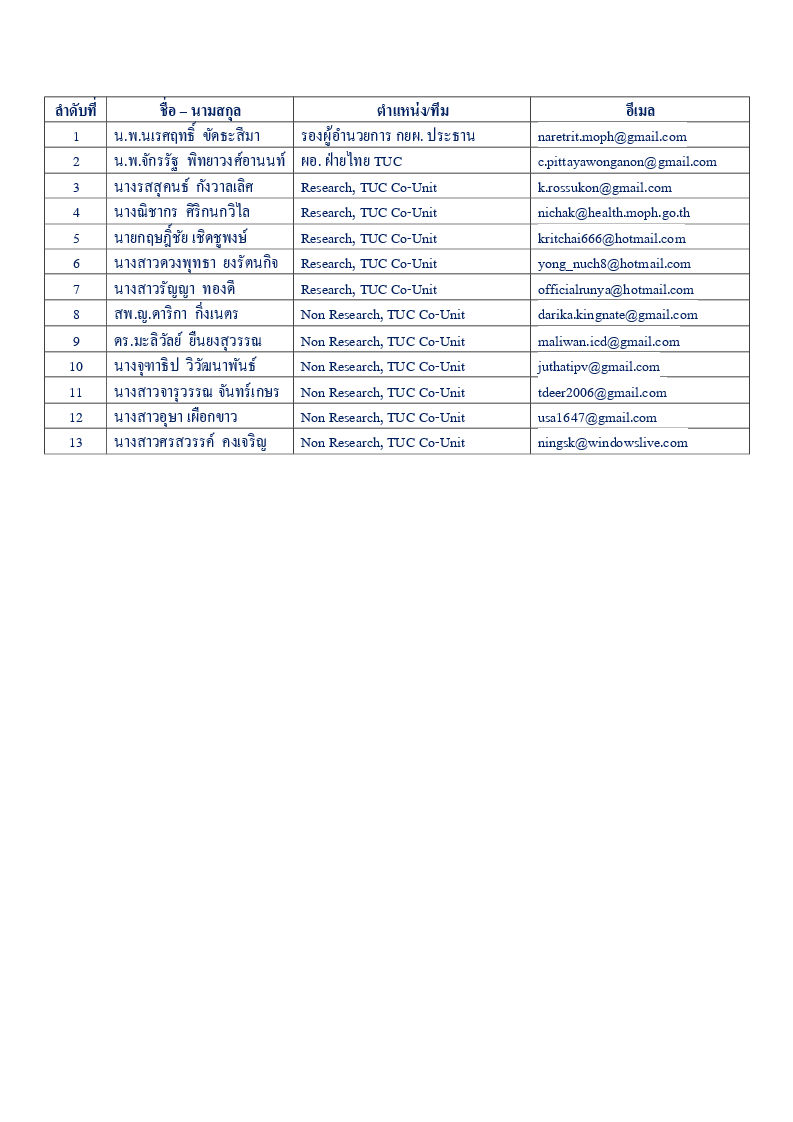 ลำดับที่ ชื่อ – นามสกุล ตำแหน่ง/ทีม อีเมล
1 น.พ.นเรศฤทธิ์ ขัดธะสีมา รองผู้อำนวยการ กยผ. ประธาน naretrit.moph@gmail.com
2 น.พ.จักรรัฐ พิทยาวงศ์อานนท์ ผอ. ฝ่ายไทย TUC c.pittayawonganon@gmail.com
3 นางรสสุคนธ์ กังวาลเลิศ Research, TUC Co-Unit k.rossukon@gmail.com
4 นางณิชากร ศิริกนกวิไล Research, TUC Co-Unit nichak@health.moph.go.th
5 นายกฤษฎิ์ชัย เชิดชูพงษ์ Research, TUC Co-Unit kritchai666@hotmail.com
6 นางสาวดวงพุทธา ยงรัตนกิจ Research, TUC Co-Unit yong_nuch8@hotmail.com
7 นางสาวรัญญา ทองดี Research, TUC Co-Unit officialrunya@hotmail.com
8 สพ.ญ.ดาริกา กิ่งเนตร Non Research, TUC Co-Unit darika.kingnate@gmail.com
9 ดร.มะลิวัลย์ ยืนยงสุวรรณ Non Research, TUC Co-Unit maliwan.icd@gmail.com
10 นางจุฑาธิป วิวัฒนาพันธ์ Non Research, TUC Co-Unit juthatipv@gmail.com
11 นางสาวจารุวรรณ จันทร์เกษร Non Research, TUC Co-Unit tdeer2006@gmail.com
12 นางสาวอุษา เผือกขาว Non Research, TUC Co-Unit usa1647@gmail.com
13 นางสาวศรสวรรค์ คงเจริญ Non Research, TUC Co-Unit ningsk@windowslive.com